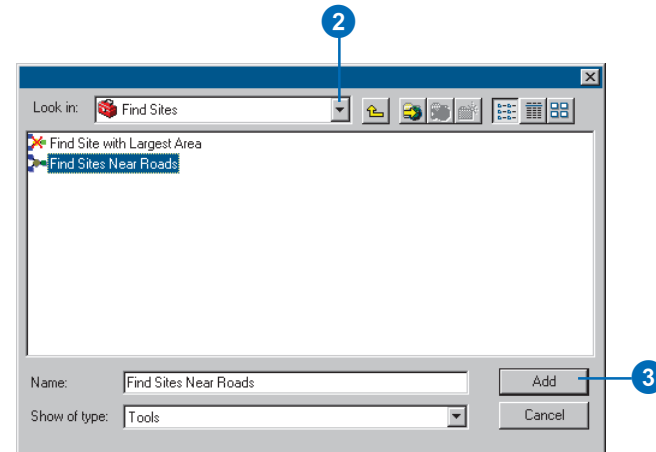 2
Look in: Find Sites
Find Site with Largest Area
Find Sites Near Roads
Name: Find Sites Near Roads Add
3
Show of type: Tools Cancel